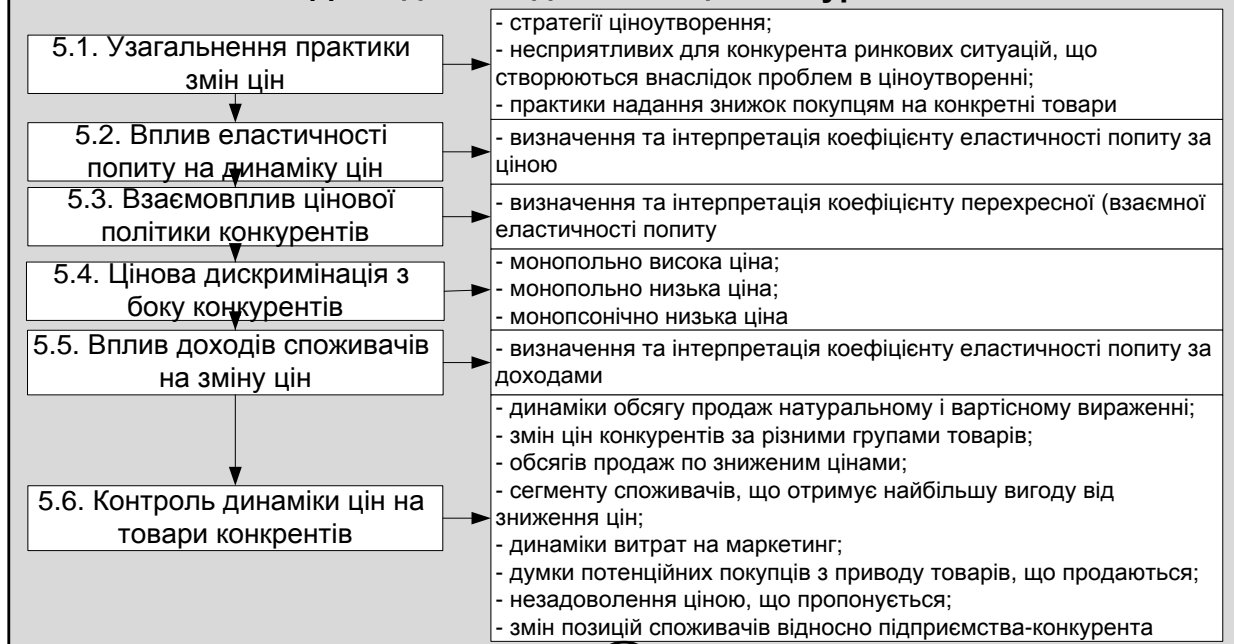 5.1. Узагальнення практики
змін цін
- стратегії ціноутворення;
- несприятливих для конкурента ринкових ситуацій, що
створюються внаслідок проблем в ціноутворенні;
- практики надання знижок покупцям на конкретні товари
5.2. Вплив еластичності
попиту на динаміку цін
- визначення та інтерпретація коефіцієнту еластичності попиту за
ціною
5.3. Взаємовплив цінової
політики конкурентів
- визначення та інтерпретація коефіцієнту перехресної (взаємної
еластичності попиту
5.4. Цінова дискримінація з
боку конкурентів
- монопольно висока ціна;
- монопольно низька ціна;
- монопсонічно низька ціна
5.5. Вплив доходів споживачів
на зміну цін
- визначення та інтерпретація коефіцієнту еластичності попиту за
доходами
5.6. Контроль динаміки цін на
товари конкрентів
- динаміки обсягу продаж натуральному і вартісному вираженні;
- змін цін конкурентів за різними групами товарів;
- обсягів продаж по зниженим цінами;
- сегменту споживачів, що отримує найбільшу вигоду від
зниження цін;
- динаміки витрат на маркетинг;
- думки потенційних покупців з приводу товарів, що продаються;
- незадоволення ціною, що пропонується;
- змін позицій споживачів відносно підприємства-конкурента